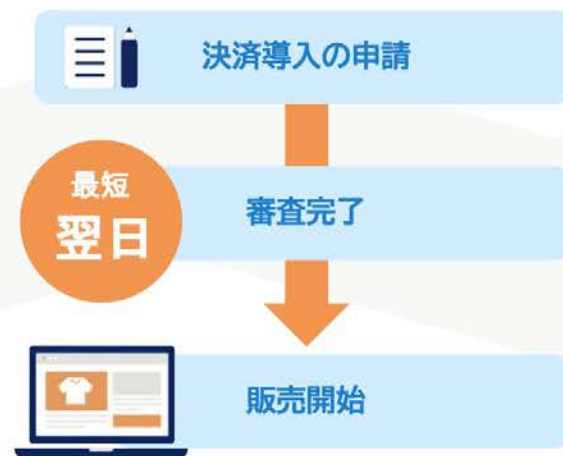 決済導入の申請
最短
翌日
審査完了
販売開始